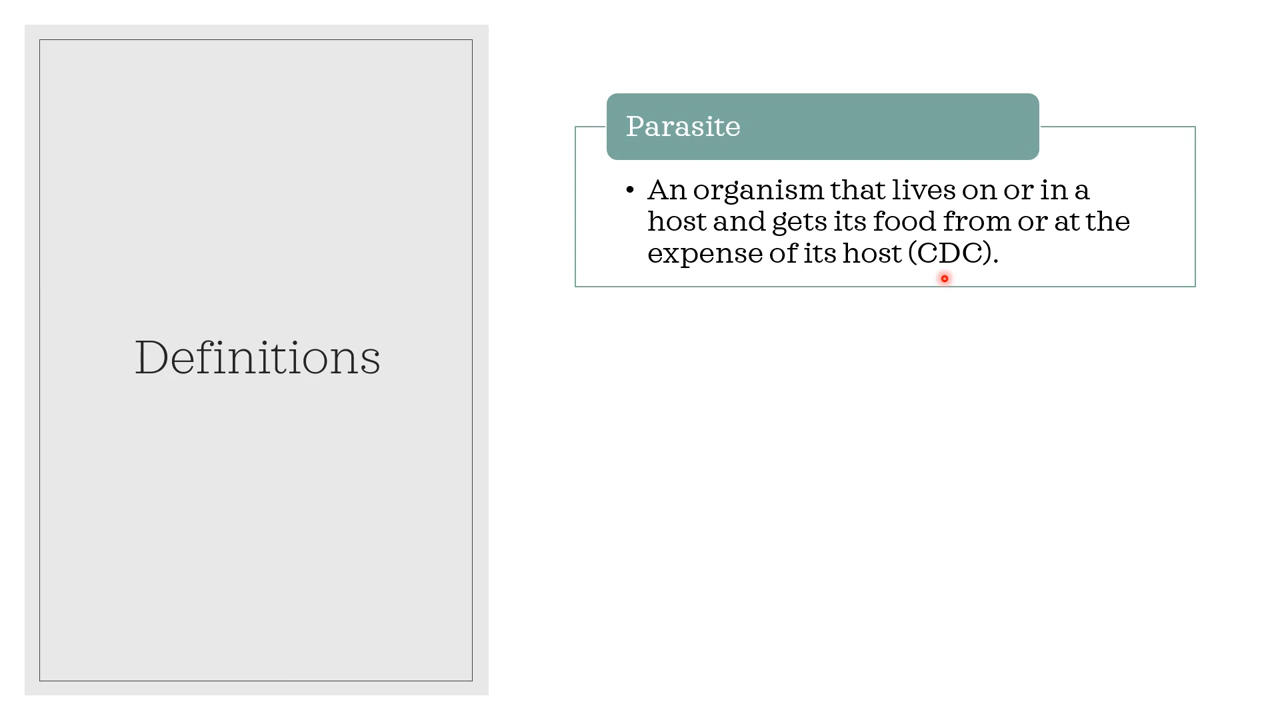 Definitions
Parasite
• An organism that lives on or in a
host and gets its food from or at the
expense of its host (CDC).